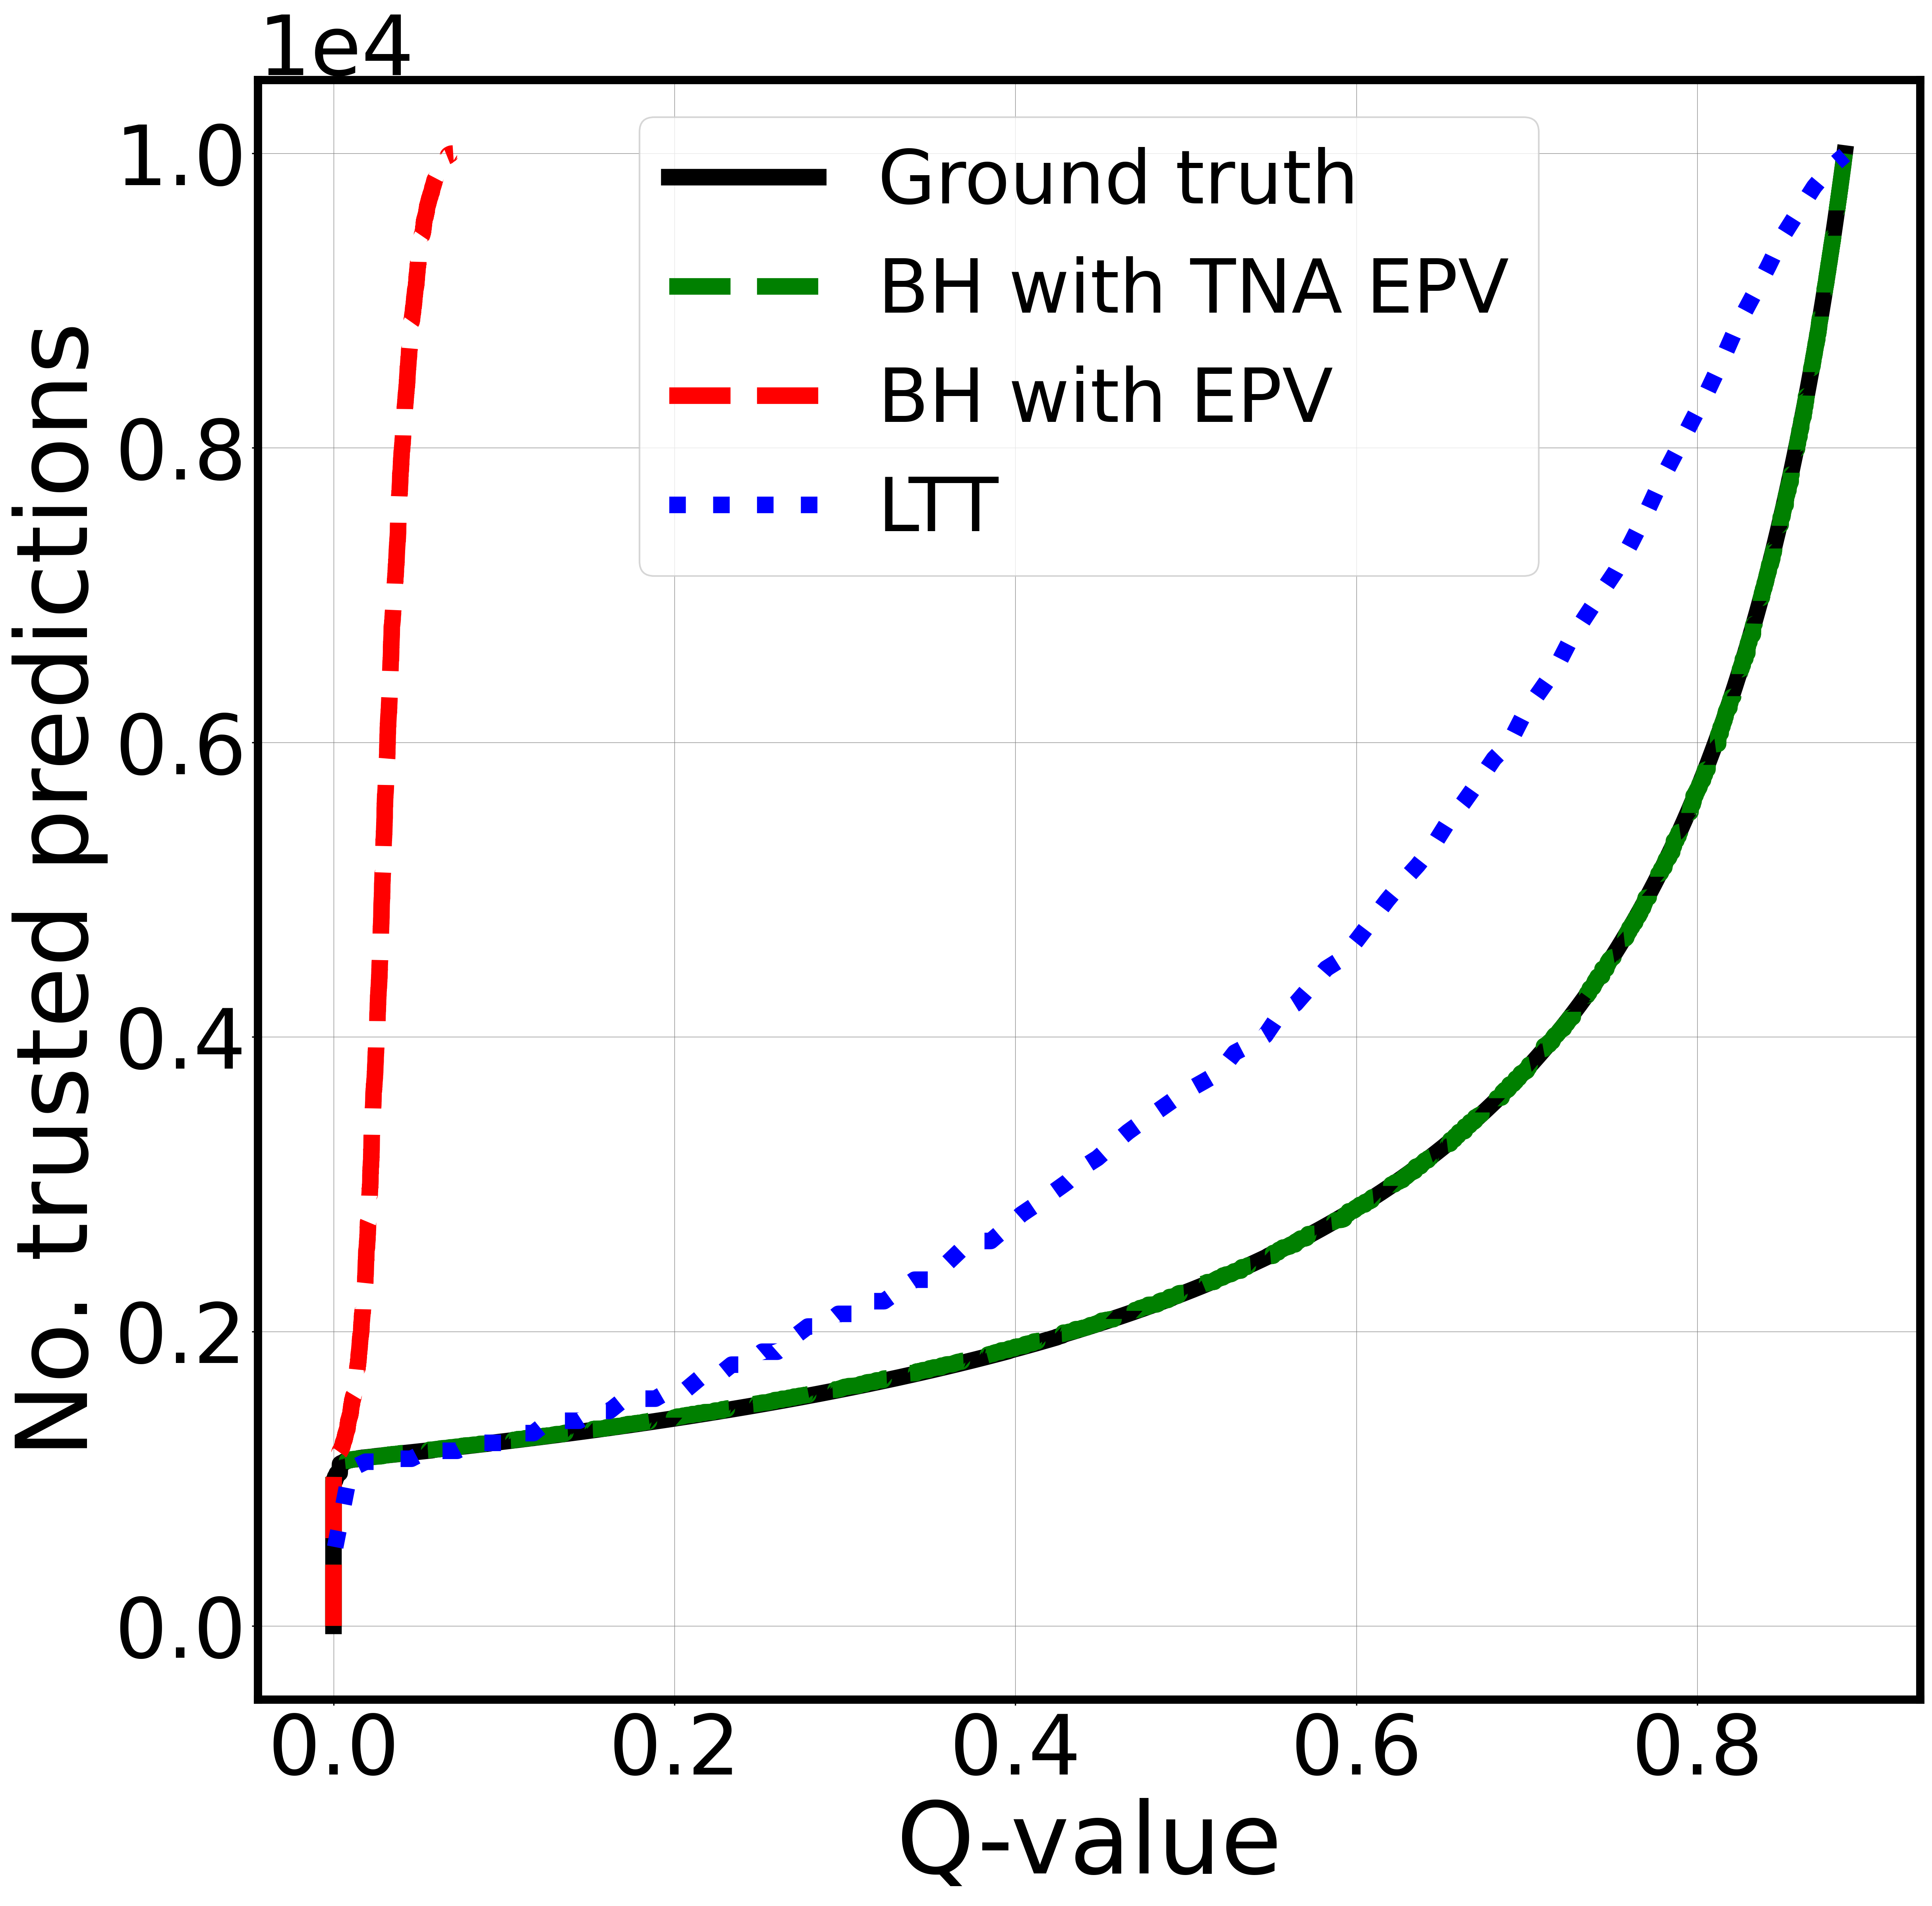 1e4
1.0
0.8
0.6
0.4
0.2
0.0
No. trusted predictions
Ground truth
BH with TNA EPV
BH with EPV
LTT
0.0 0.2 0.4 0.6 0.8
Q-value